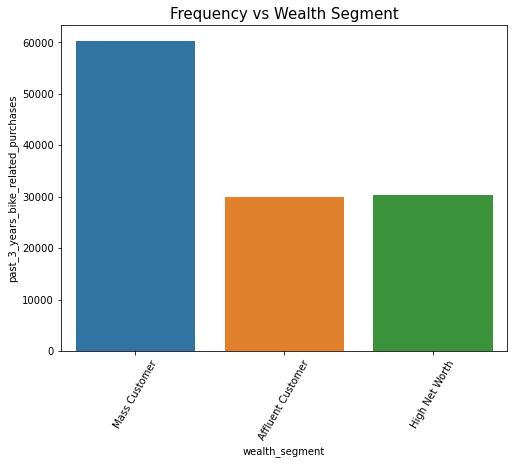 Frequency vs Wealth Segment
past_3_years_bike_related_purchases
60000
50000
40000
30000
20000
10000
0
Mass Customer
Affluent Customer
High Net Worth
wealth_segment